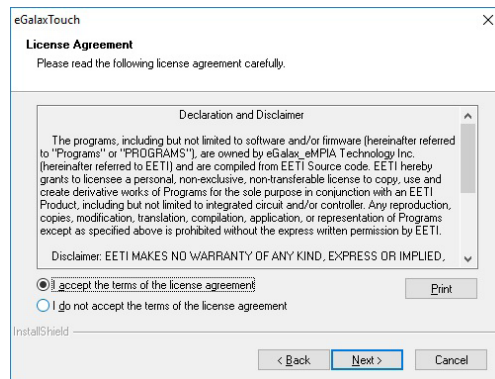 eGalaxTouch
License Agreement
Please read the following license agreement carefully.
Declaration and Disclaimer
The programs, including but not limited to software and/or firmware (hereinafter referred
to "Programs" or "PROGRAMS"), are owned by eGalax_eMPIA Technology Inc.
(hereinafter referred to EETI) and are compiled from EETI Source code. EETI hereby
grants to licensee a personal, non-exclusive, non-transferable license to copy, use and
create derivative works of Programs for the sole purpose in conjunction with an EETI
Product, including but not limited to integrated circuit and/or controller. Any reproduction,
copies, modification, translation, compilation, application, or representation of Programs
except as specified above is prohibited without the express written permission by EETI.
Disclaimer: EETI MAKES NO WARRANTY OF ANY KIND, EXPRESS OR IMPLIED,
I accept the terms of the license agreement
Print
I do not accept the terms of the license agreement
InstallShield
< Back
Next >
Cancel